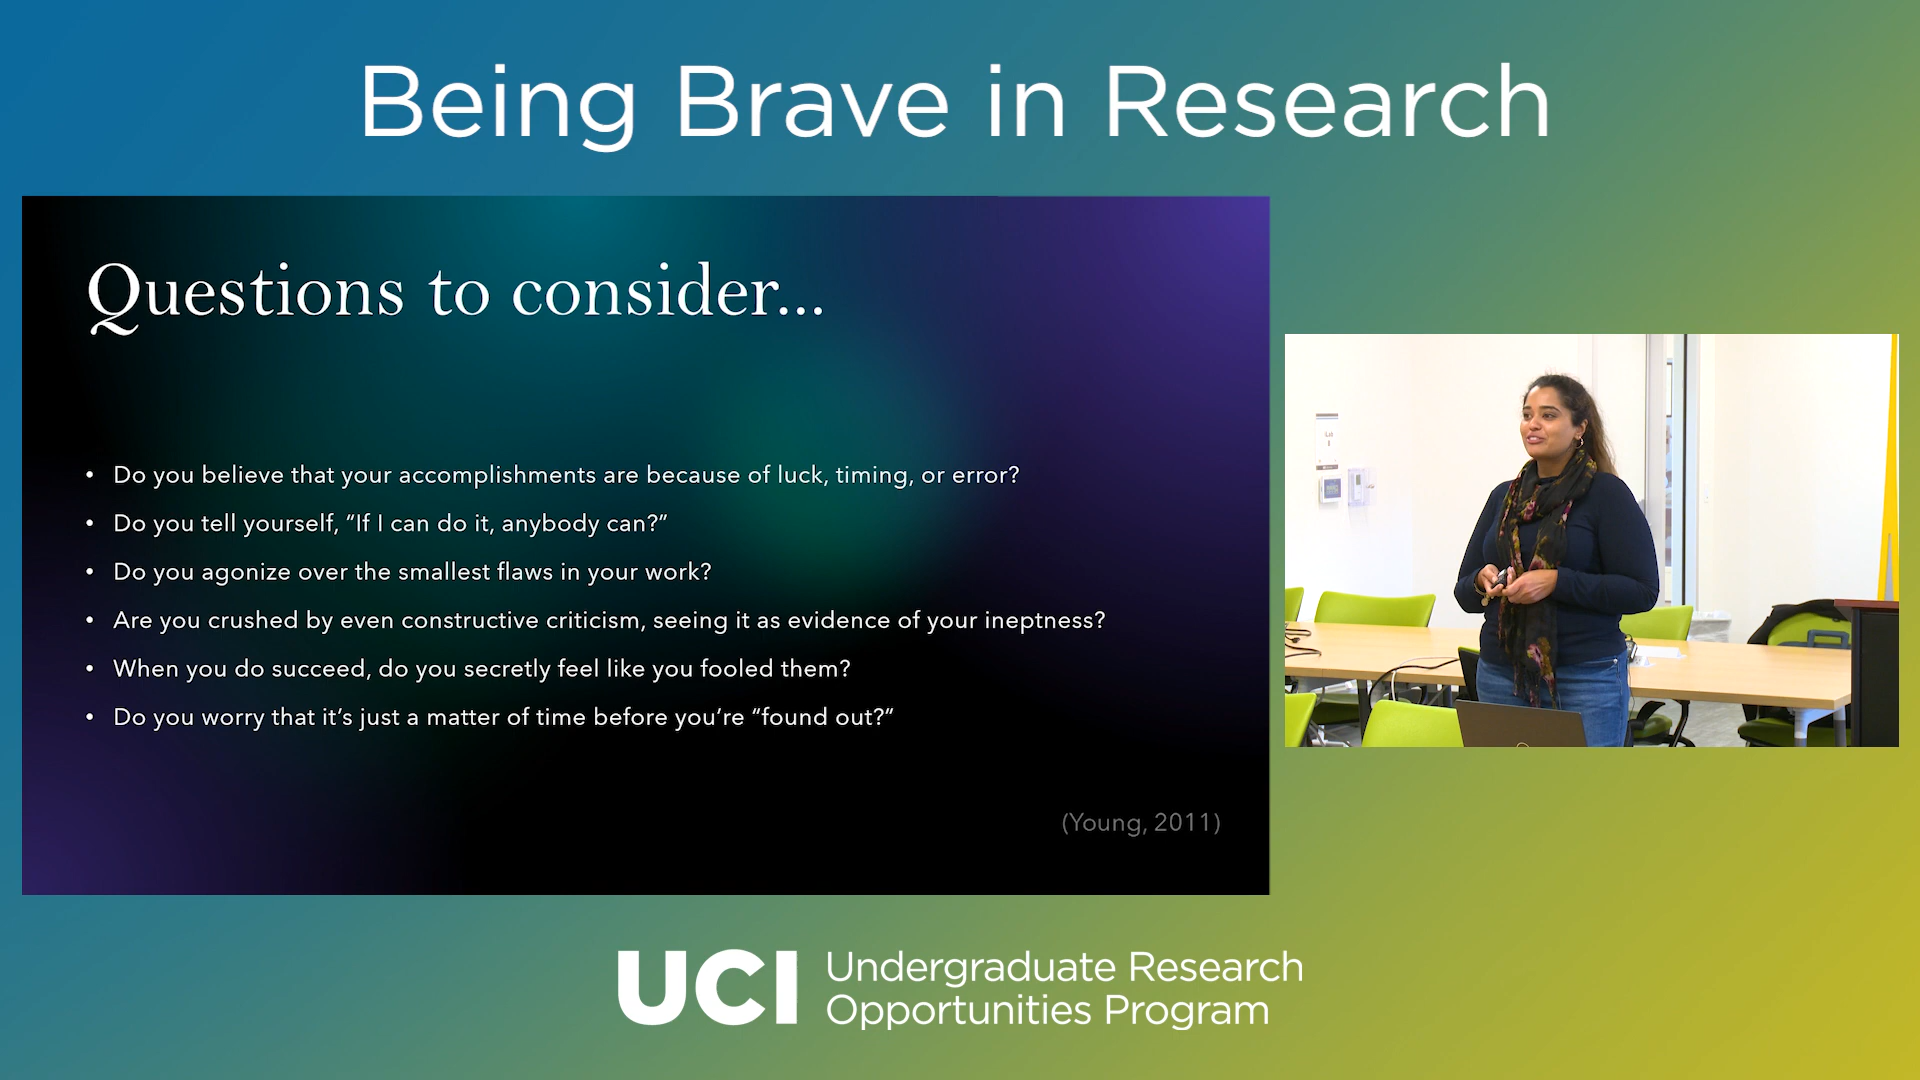 Being Brave in Research
Questions to consider...
• Do you believe that your accomplishments are because of luck, timing, or error?
• Do you tell yourself, “If I can do it, anybody can?”
• Do you agonize over the smallest flaws in your work?
• Are you crushed by even constructive criticism, seeing it as evidence of your ineptness?
• When you do succeed, do you secretly feel like you fooled them?
• Do you worry that it’s just a matter of time before you’re “found out?”
(Young, 2011)
UCI Undergraduate Research
Opportunities Program